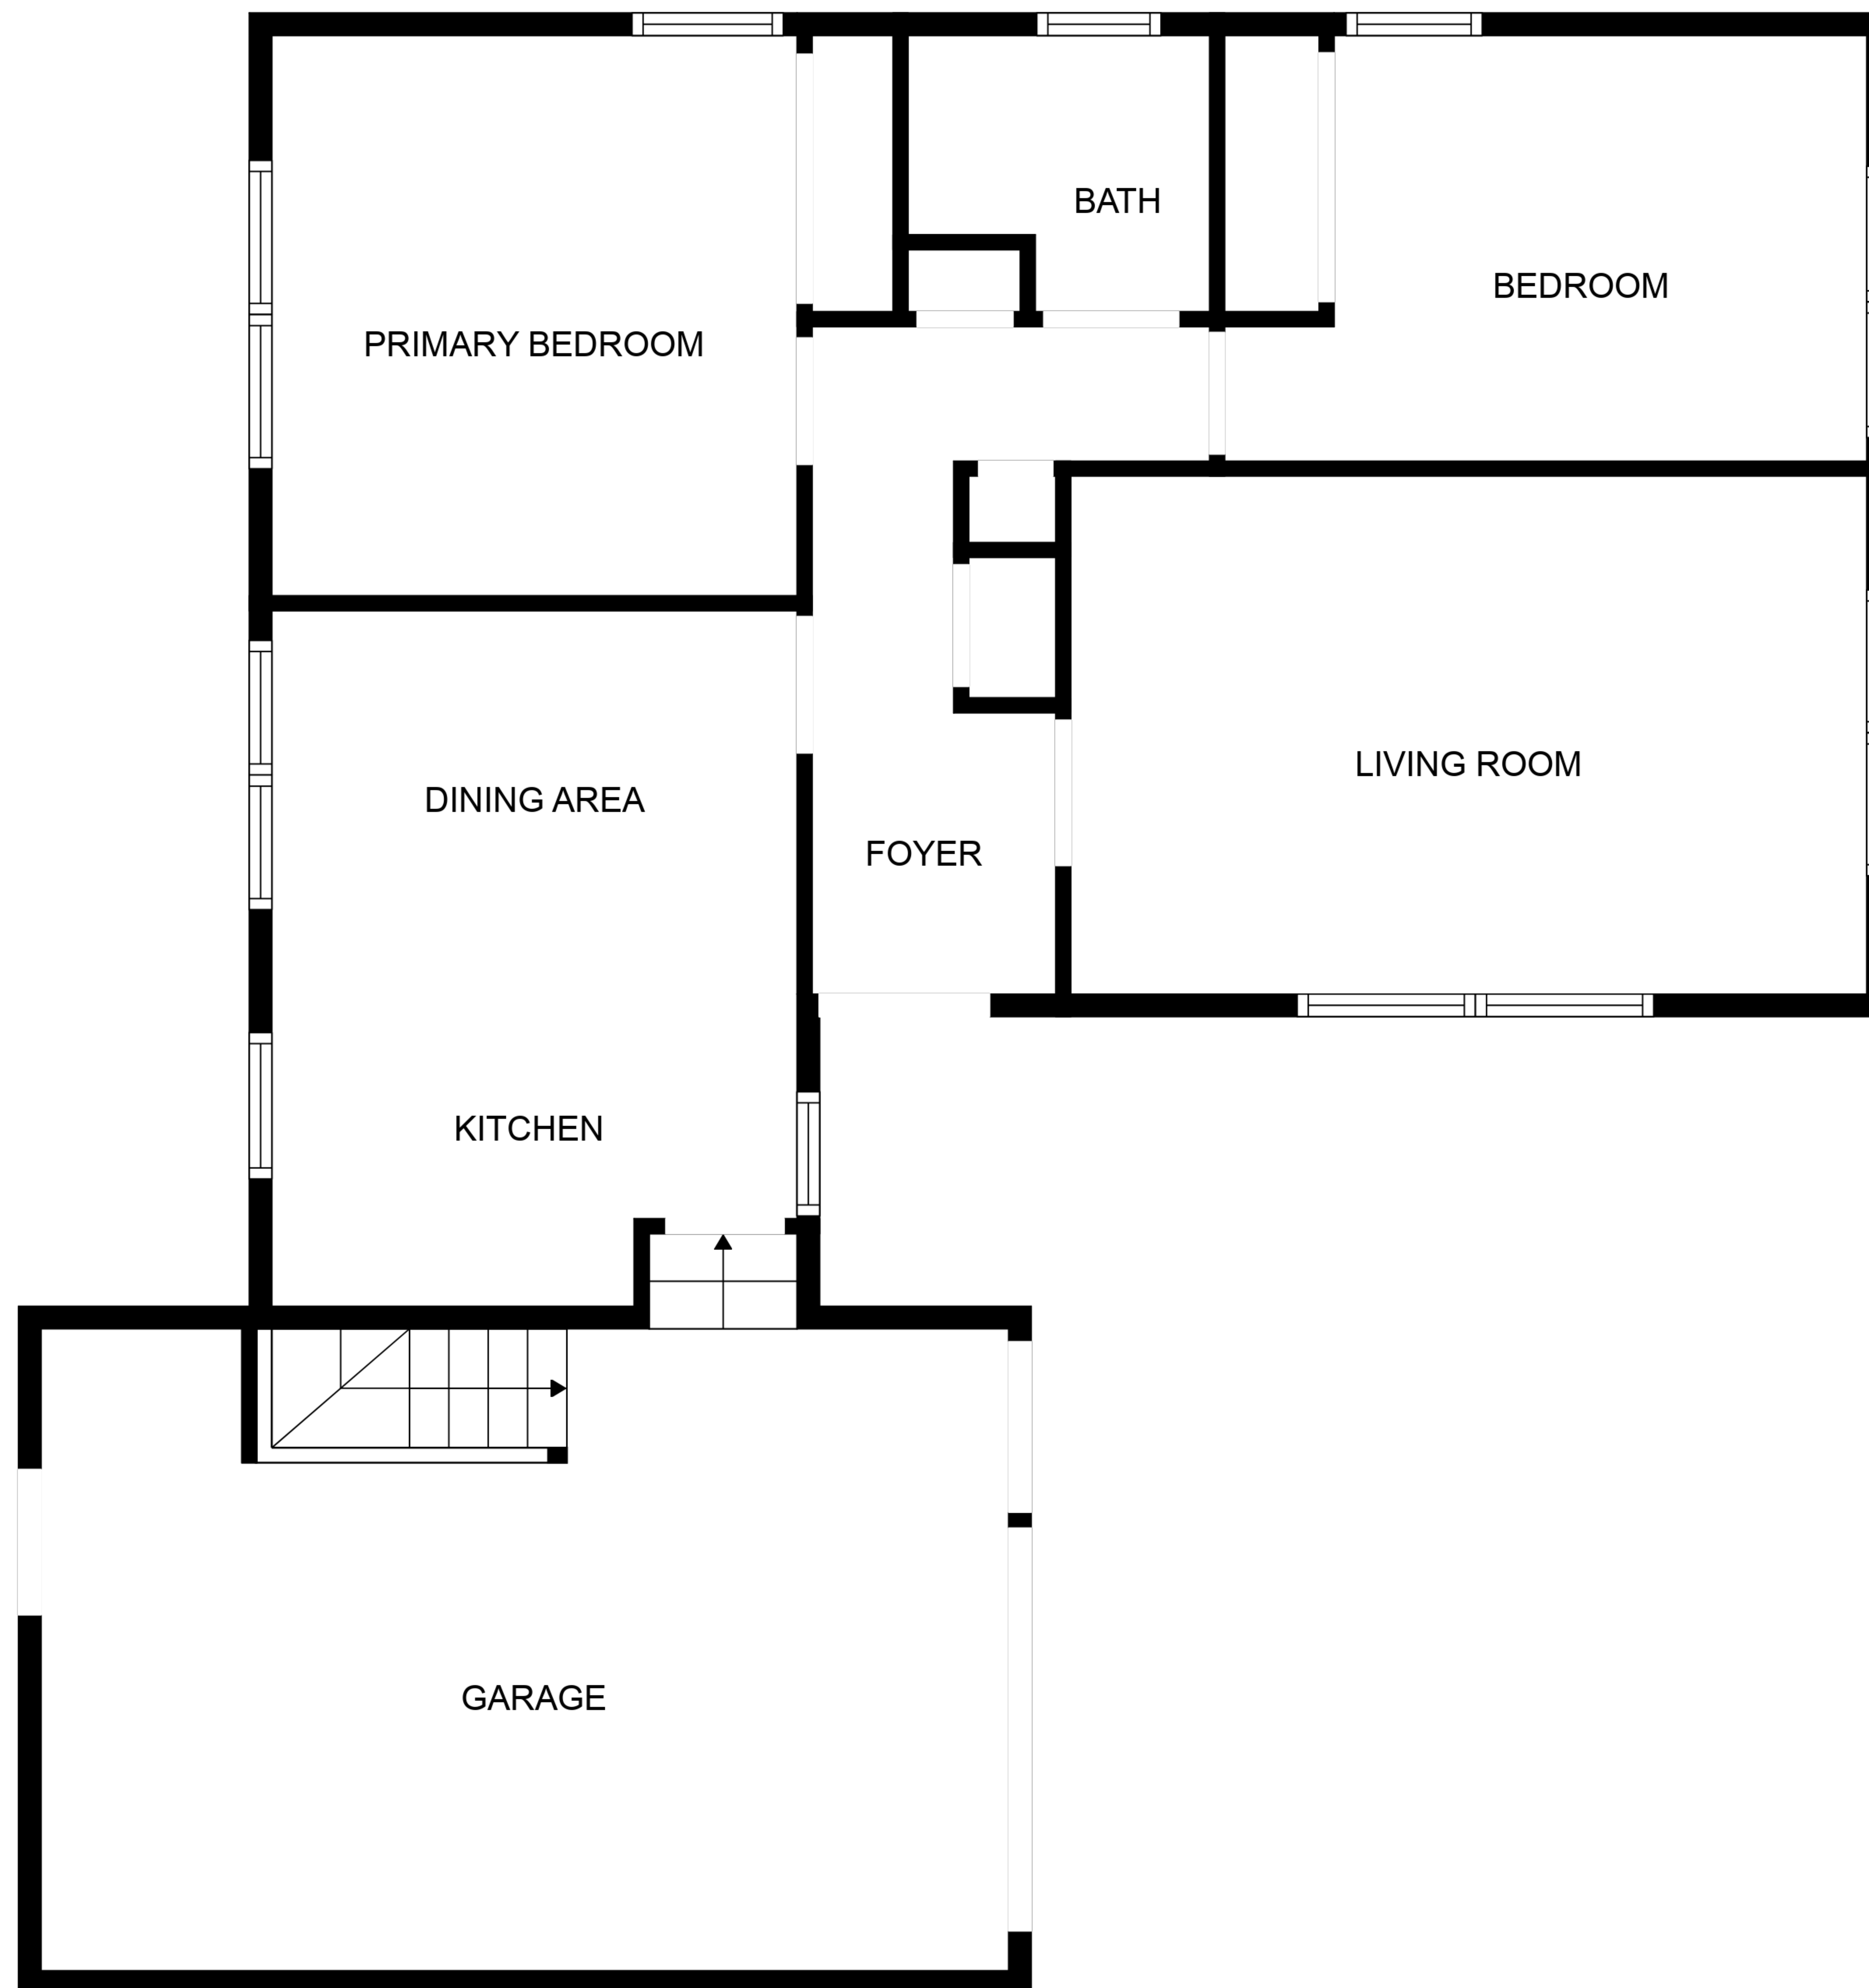 BATH
BEDROOM
PRIMARY BEDROOM
LIVING ROOM
DINING AREA
FOYER
KITCHEN
GARAGE